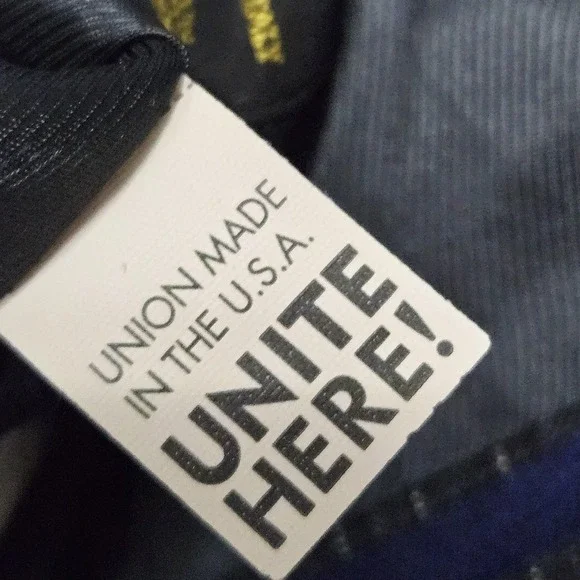 UNION MADE
IN THE U.S.A.
UNITE
HERE!